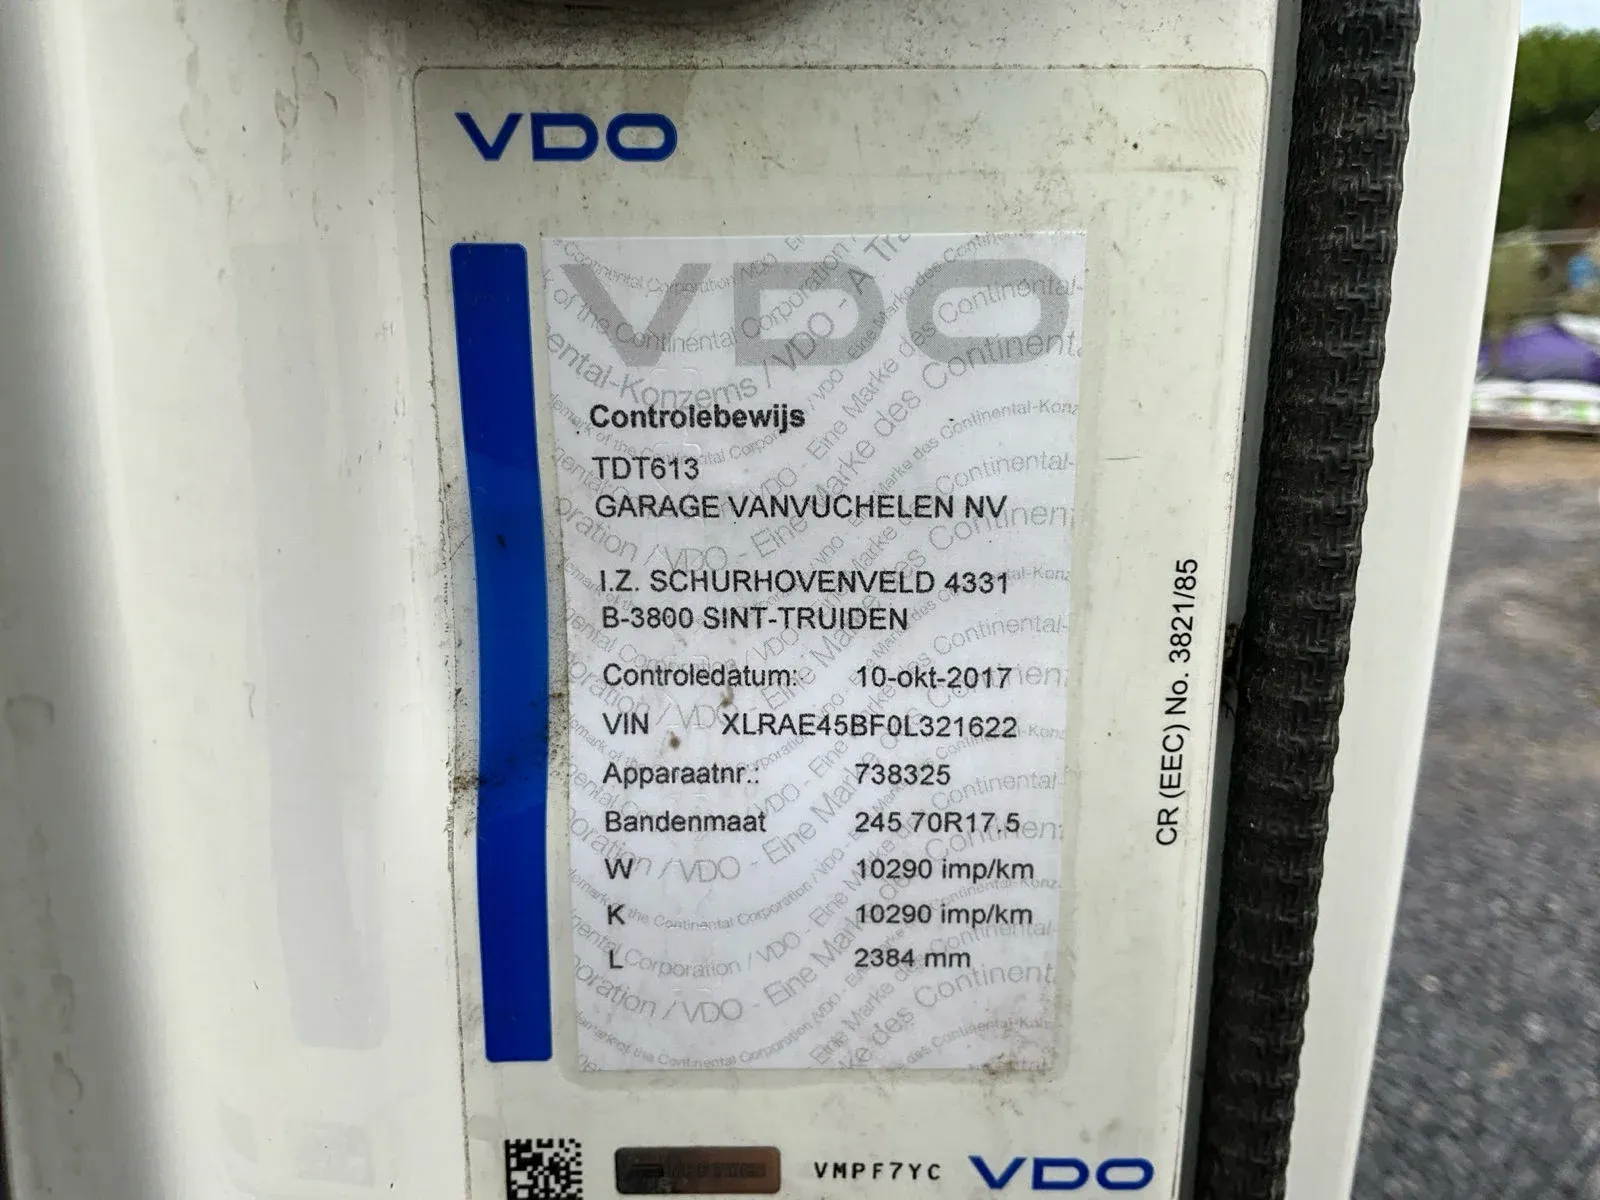 VDO
VDO
Controlebewijs
TDT613
GARAGE VANVUCHELEN NV
I.Z. SCHURHOVENVELD 4331
B-3800 SINT-TRUIDEN
Controledatum: 10-okt-2017
VIN XLRAE45BF0L321622
Apparaatnr.: 738325
Bandenmaat 245 70R17.5
W 10290 imp/km
K 10290 imp/km
L 2384 mm
CR (EEC) No. 3821/85
VMPF7YC VDO